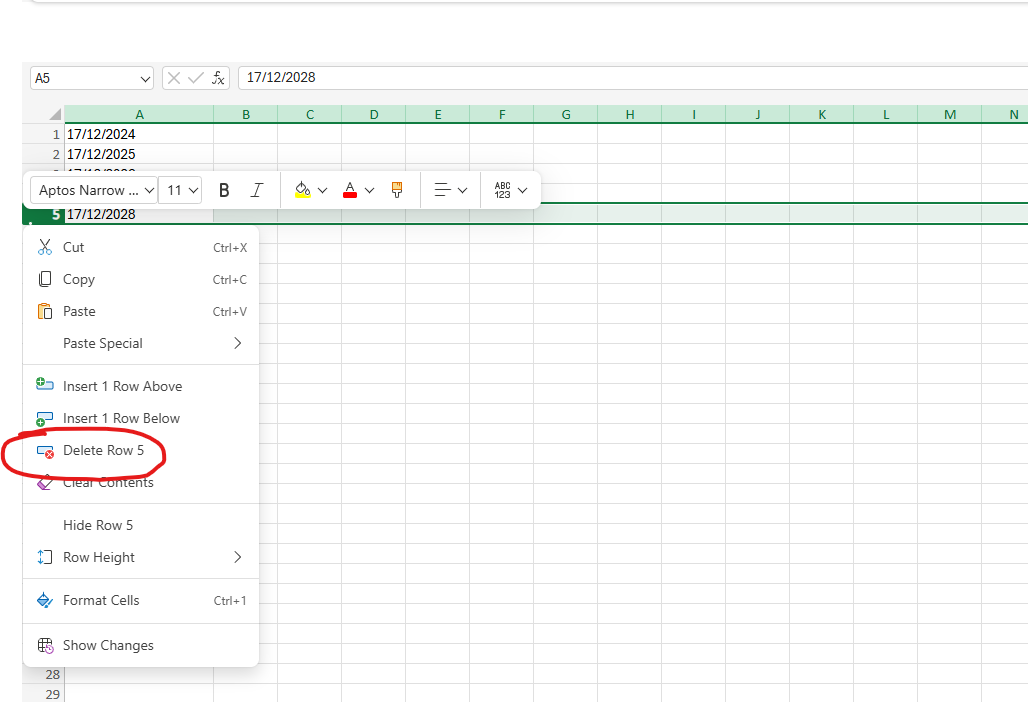 A5 fx 17/12/2028
A B C D E F G H I J K L M N
1 17/12/2024
2 17/12/2025
Aptos Narrow ... 11 B I A ABC 123
5 17/12/2028
Cut Ctrl+X
Copy Ctrl+C
Paste Ctrl+V
Paste Special
Insert 1 Row Above
Insert 1 Row Below
Delete Row 5
Clear Contents
Hide Row 5
Row Height
Format Cells Ctrl+1
Show Changes
28
29